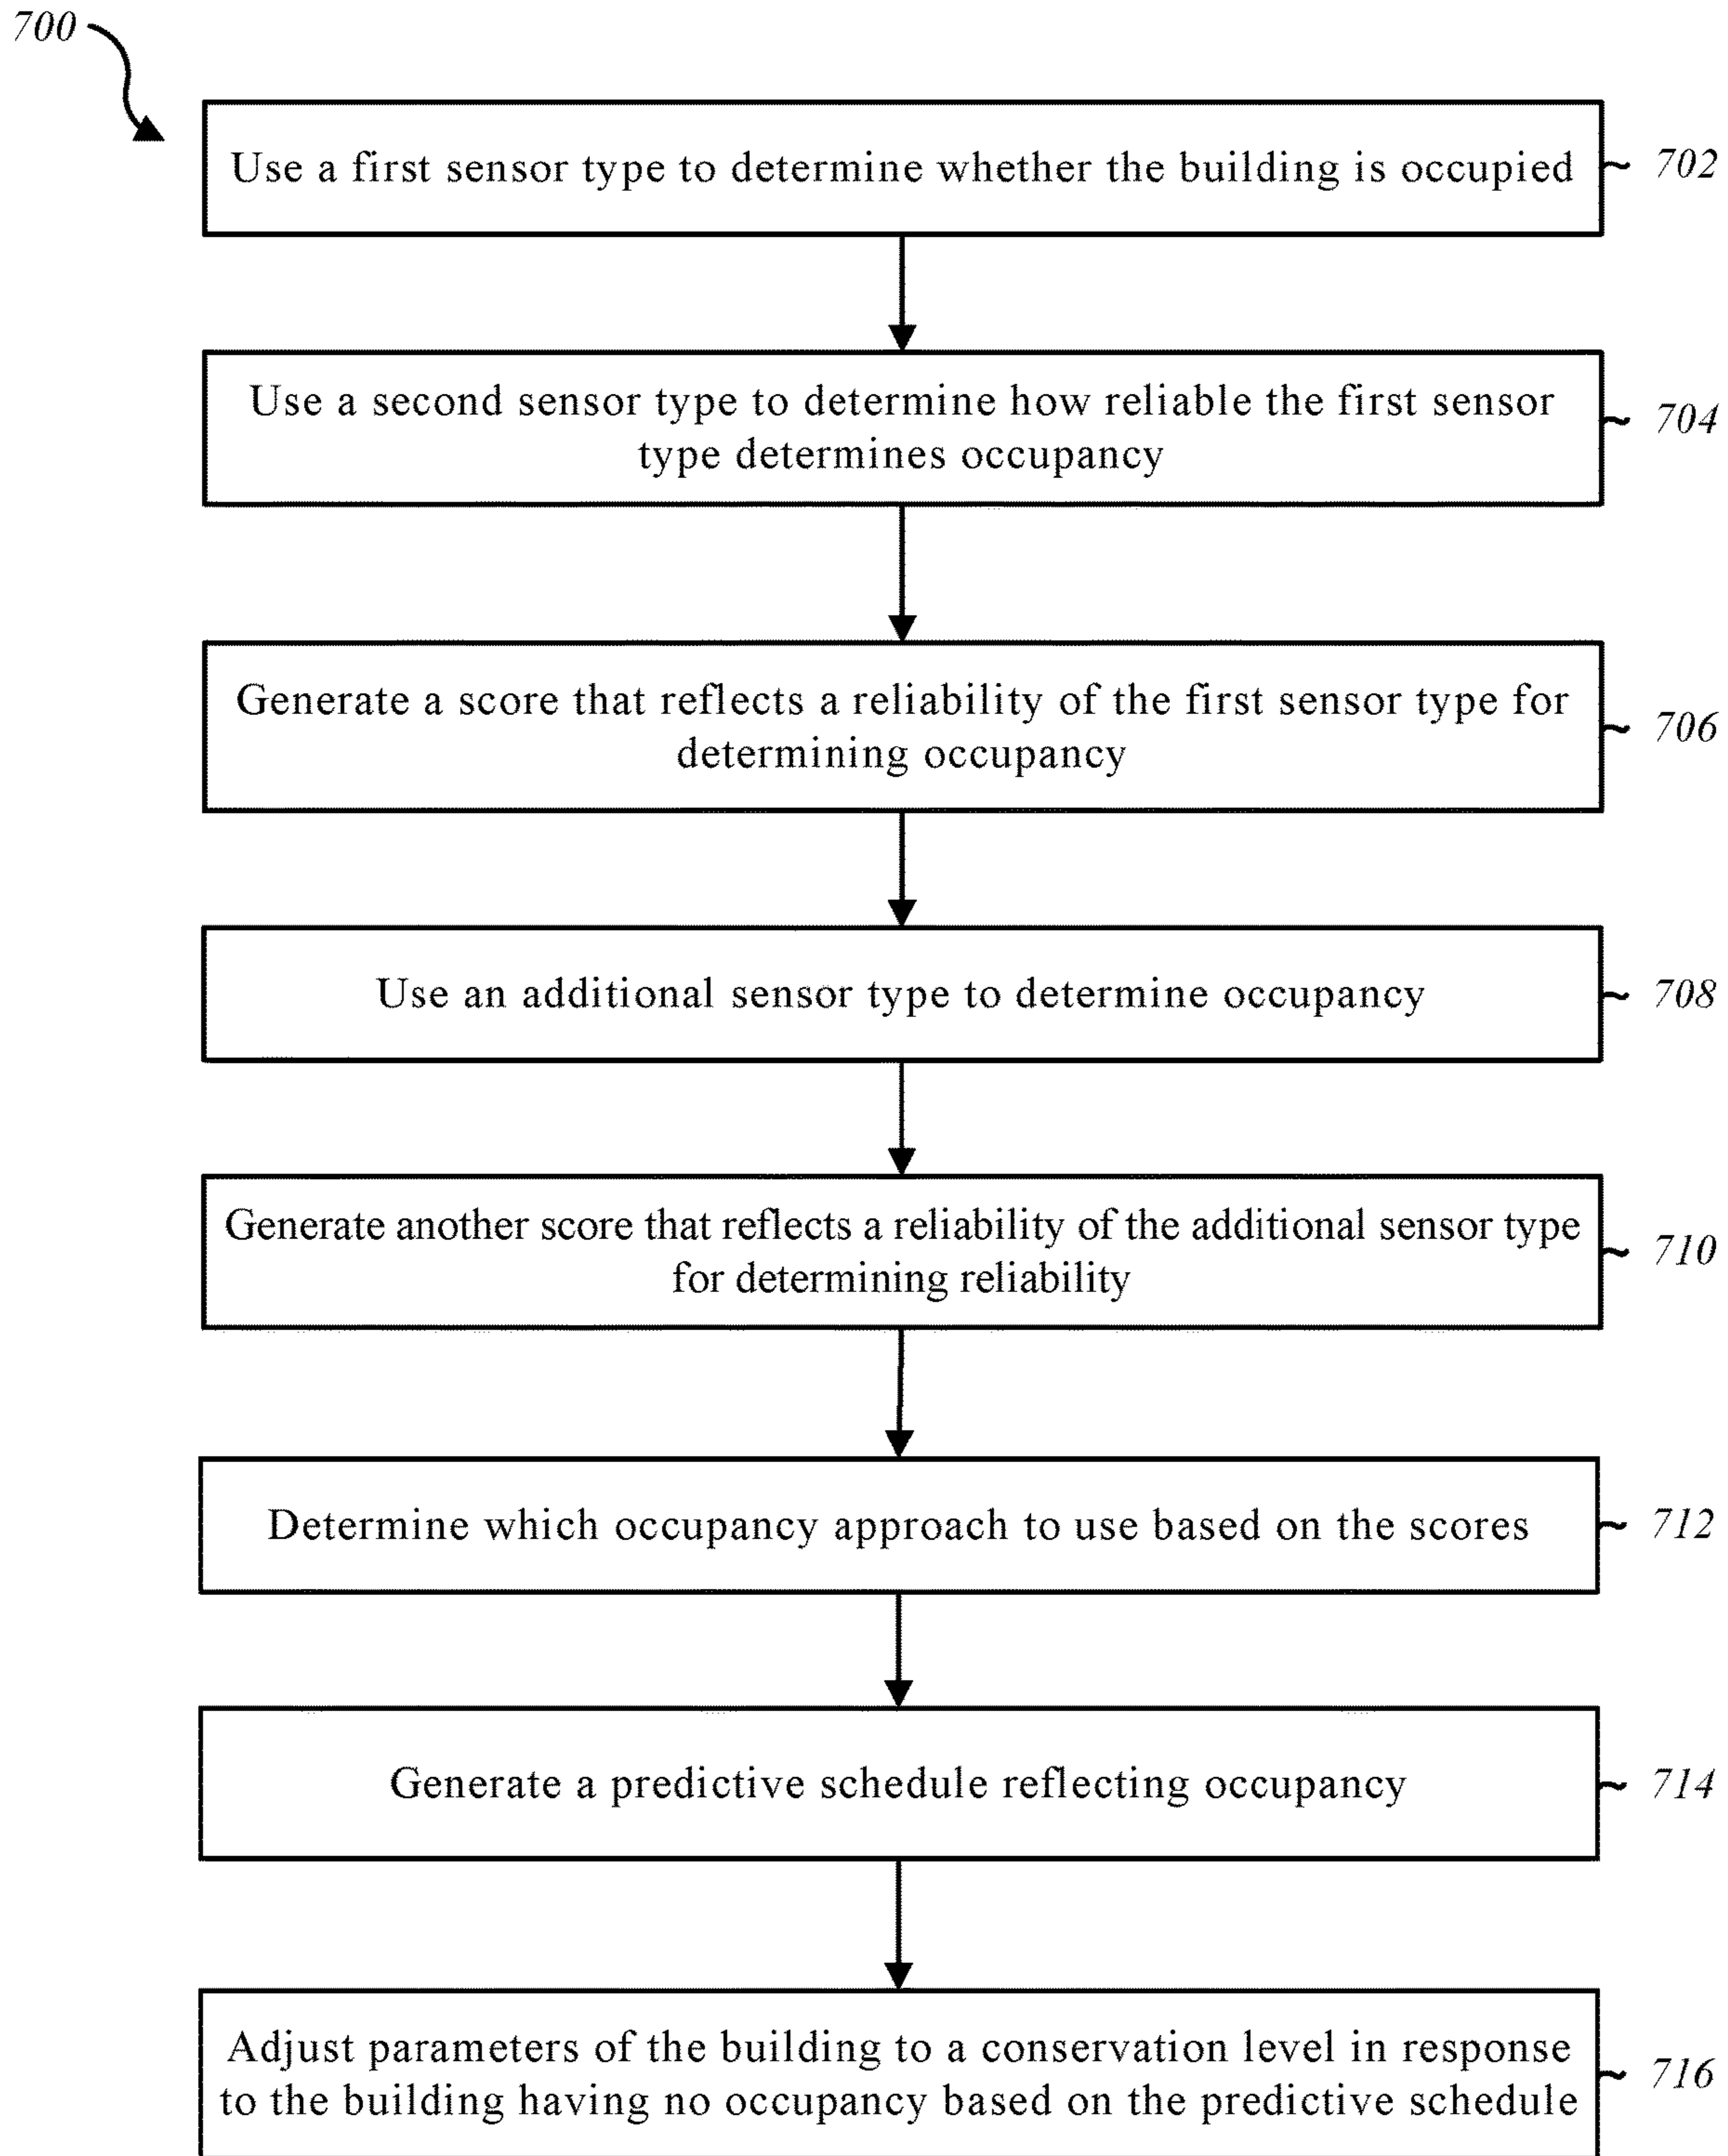 700
Use a first sensor type to determine whether the building is occupied
702
Use a second sensor type to determine how reliable the first sensor
type determines occupancy
704
Generate a score that reflects a reliability of the first sensor type for
determining occupancy
706
Use an additional sensor type to determine occupancy
708
Generate another score that reflects a reliability of the additional sensor type
for determining reliability
710
Determine which occupancy approach to use based on the scores
712
Generate a predictive schedule reflecting occupancy
714
Adjust parameters of the building to a conservation level in response
to the building having no occupancy based on the predictive schedule
716